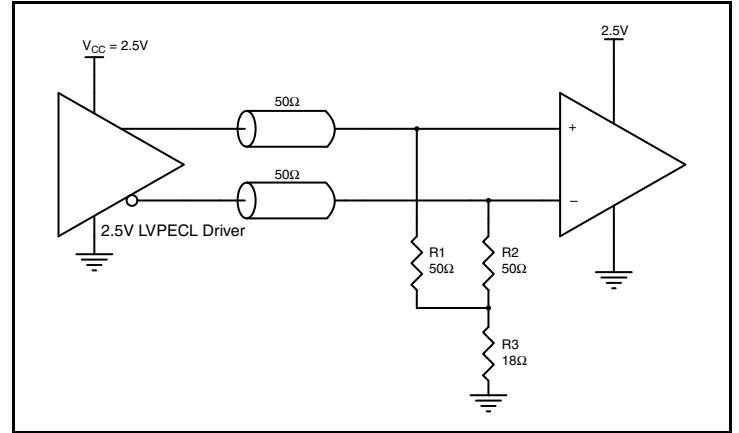 V_CC = 2.5V
2.5V
50Ω
+
50Ω
–
2.5V LVPECL Driver
R1
50Ω
R2
50Ω
R3
18Ω